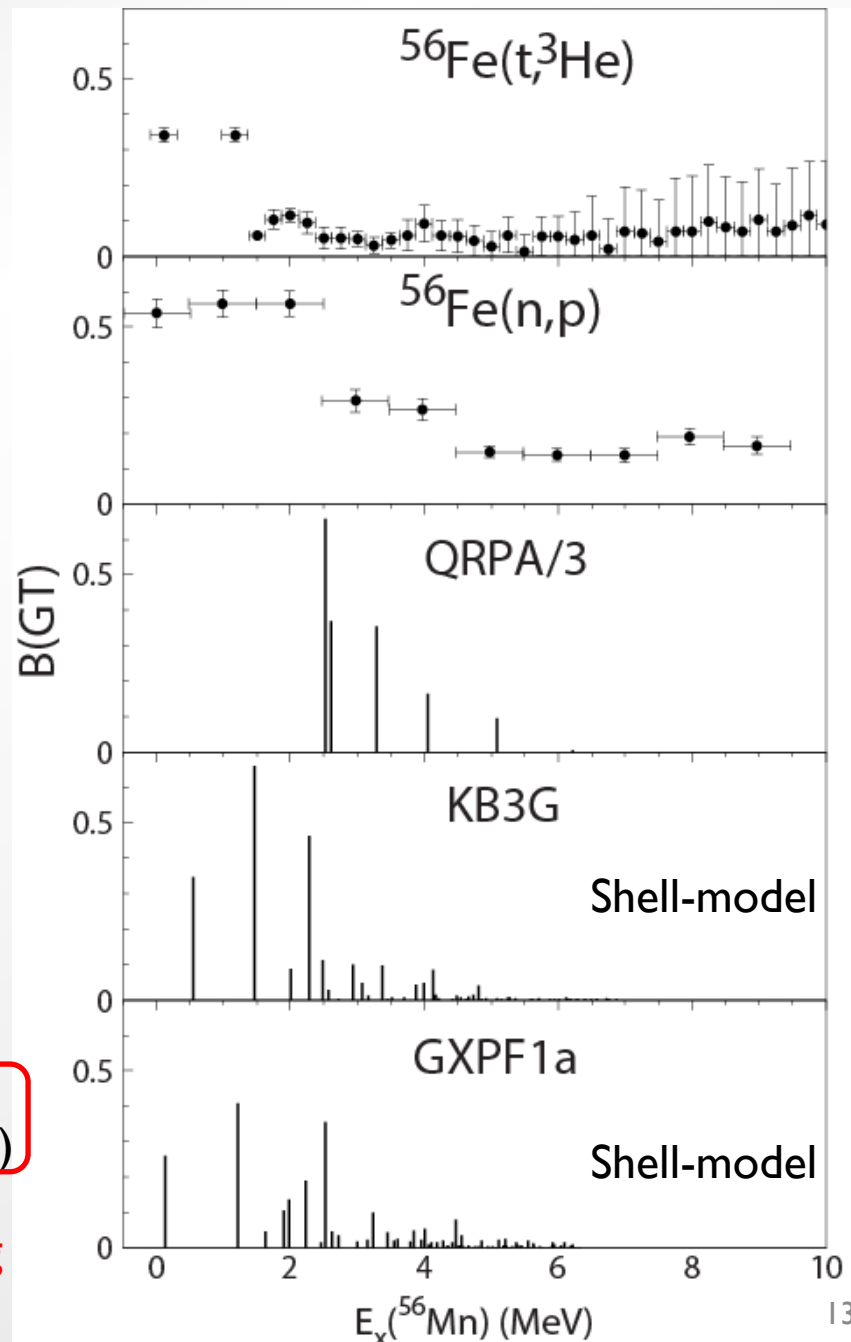 ⁵⁶Fe(t,³He)
0.5
0
⁵⁶Fe(n,p)
0.5
0
QRPA/3
0.5
0
B(GT)
KB3G
0.5
Shell-model
0
GXPF1a
0.5
)
Shell-model
0
g
0 2 4 6 8 10
Eₓ(⁵⁶Mn) (MeV)
13